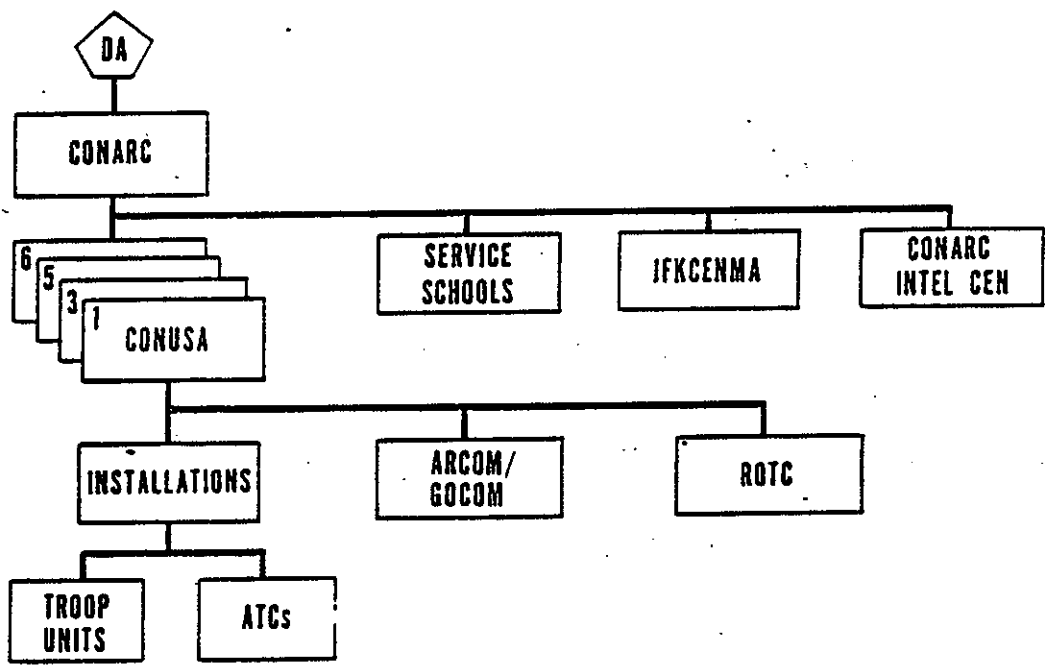 DA
CONARC
6
5
3
1
CONUSA
SERVICE
SCHOOLS
JFKCENMA
CONARC
INTEL CEN
INSTALLATIONS
ARCOM/
GOCOM
ROTC
TROOP
UNITS
ATCs